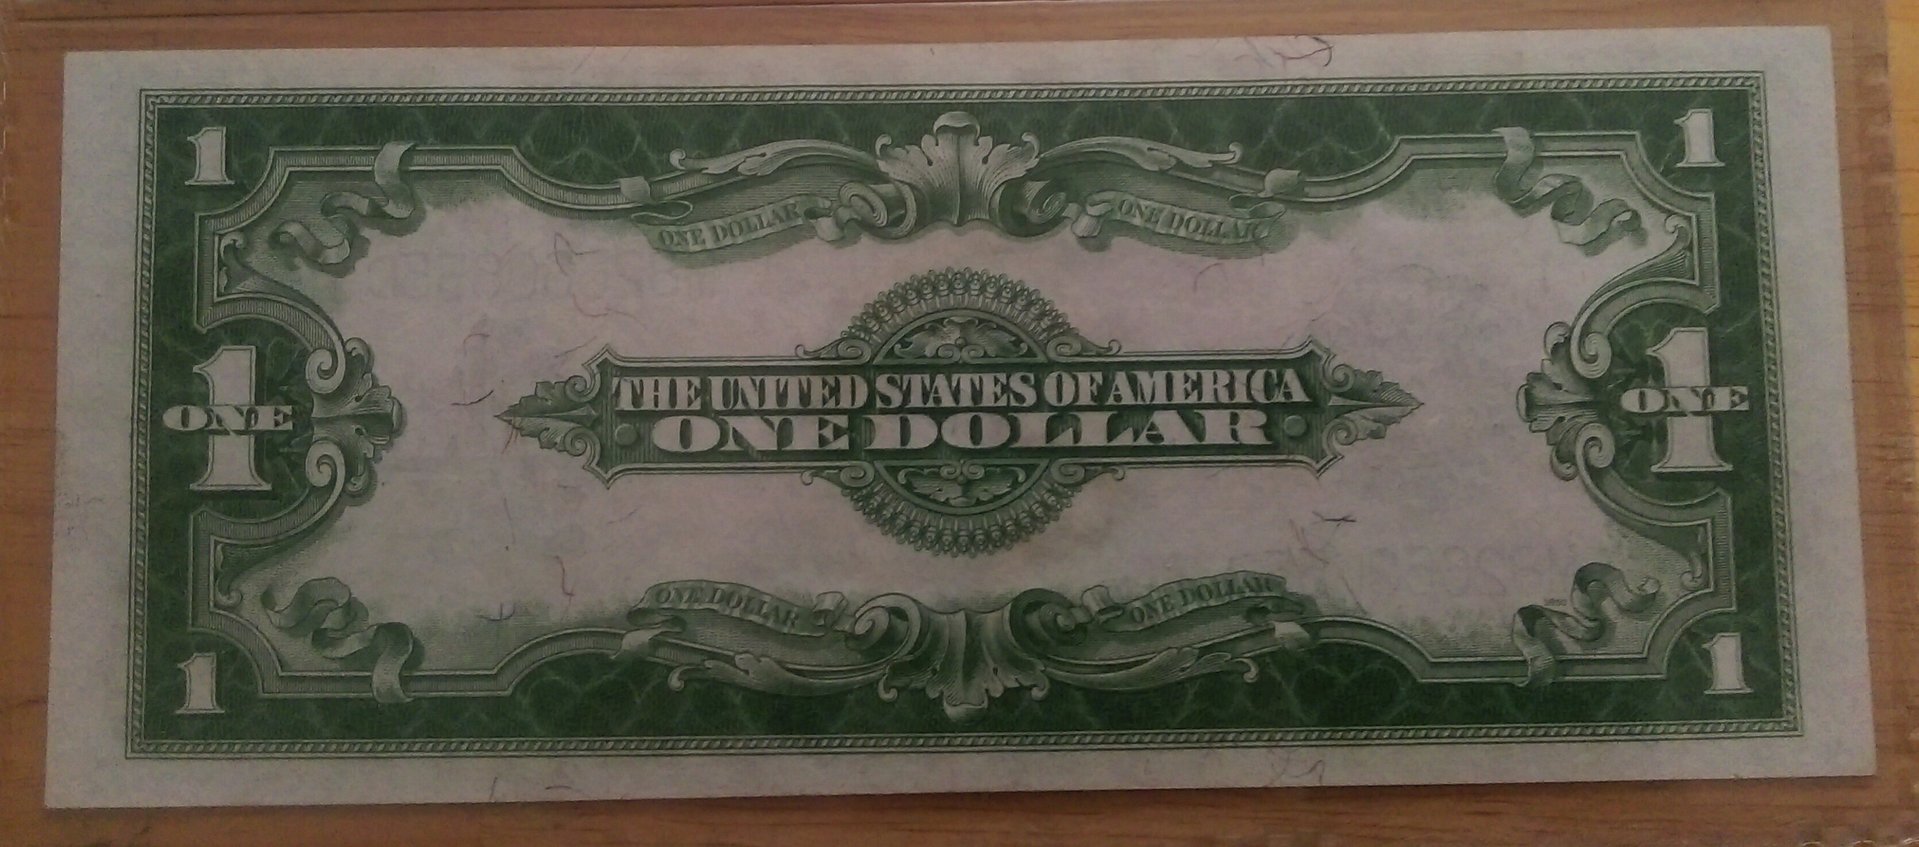 1
1
ONE DOLLAR
ONE DOLLAR
1
ONE
THE UNITED STATES OF AMERICA
ONE DOLLAR
1
ONE
ONE DOLLAR
ONE DOLLAR
1
1